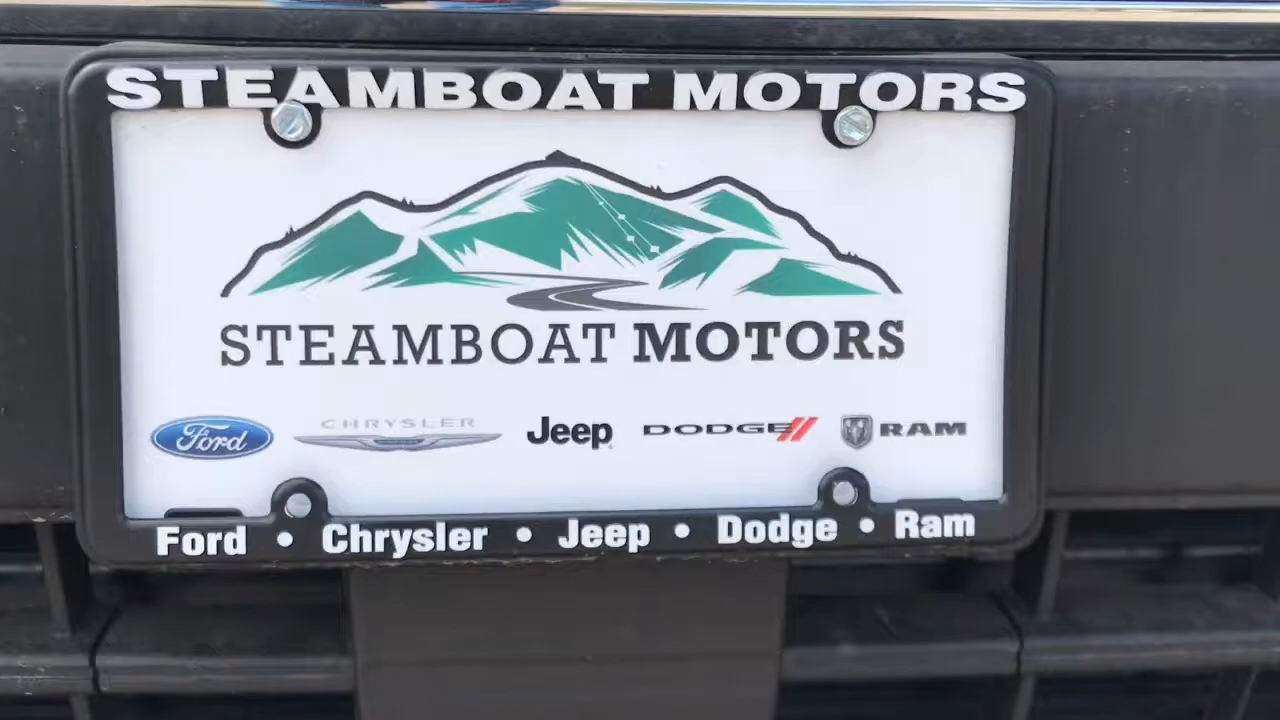 STEAMBOAT MOTORS
STEAMBOAT MOTORS
Ford CHRYSLER Jeep DODGE RAM
Ford • Chrysler • Jeep • Dodge • Ram